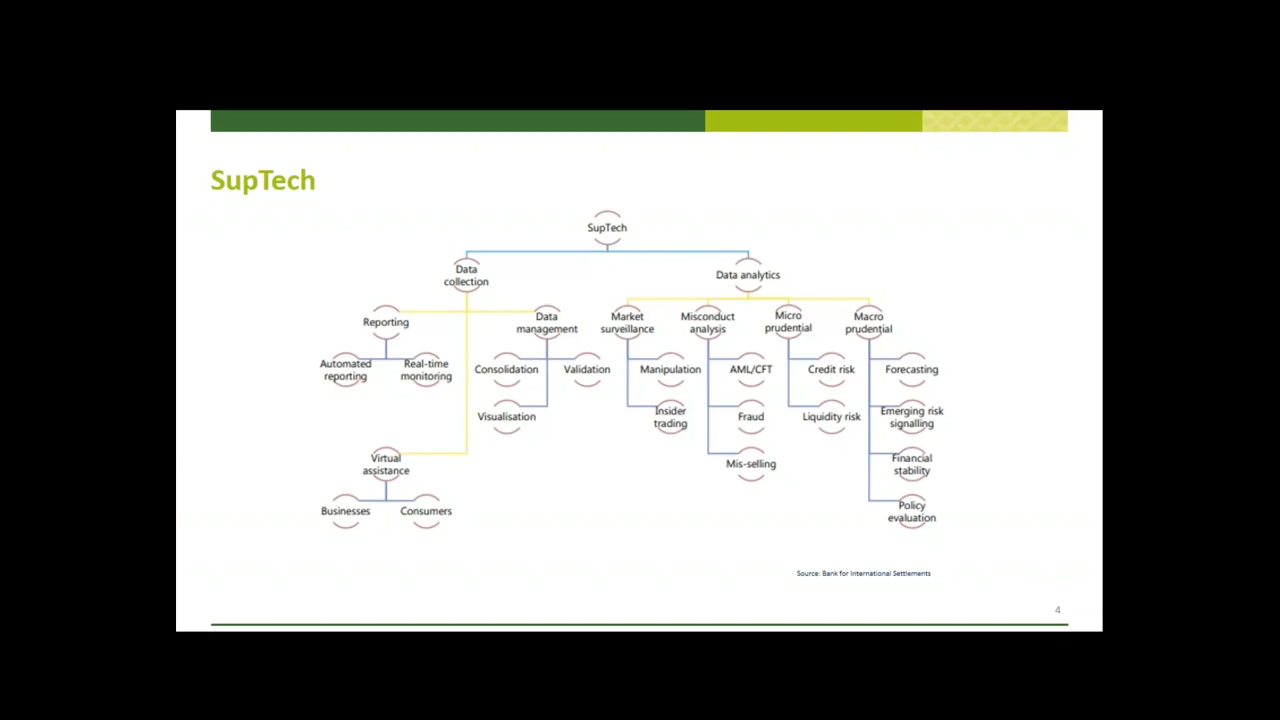 SupTech
SupTech
Data
collection
Data analytics
Reporting
Data
management
Market
surveillance
Misconduct
analysis
Micro
prudential
Macro
prudential
Automated
reporting
Real-time
monitoring
Consolidation
Validation
Manipulation
AML/CFT
Credit risk
Forecasting
Visualisation
Insider
trading
Fraud
Liquidity risk
Emerging risk
signalling
Virtual
assistance
Mis-selling
Financial
stability
Businesses
Consumers
Policy
evaluation
Source: Bank for International Settlements
4